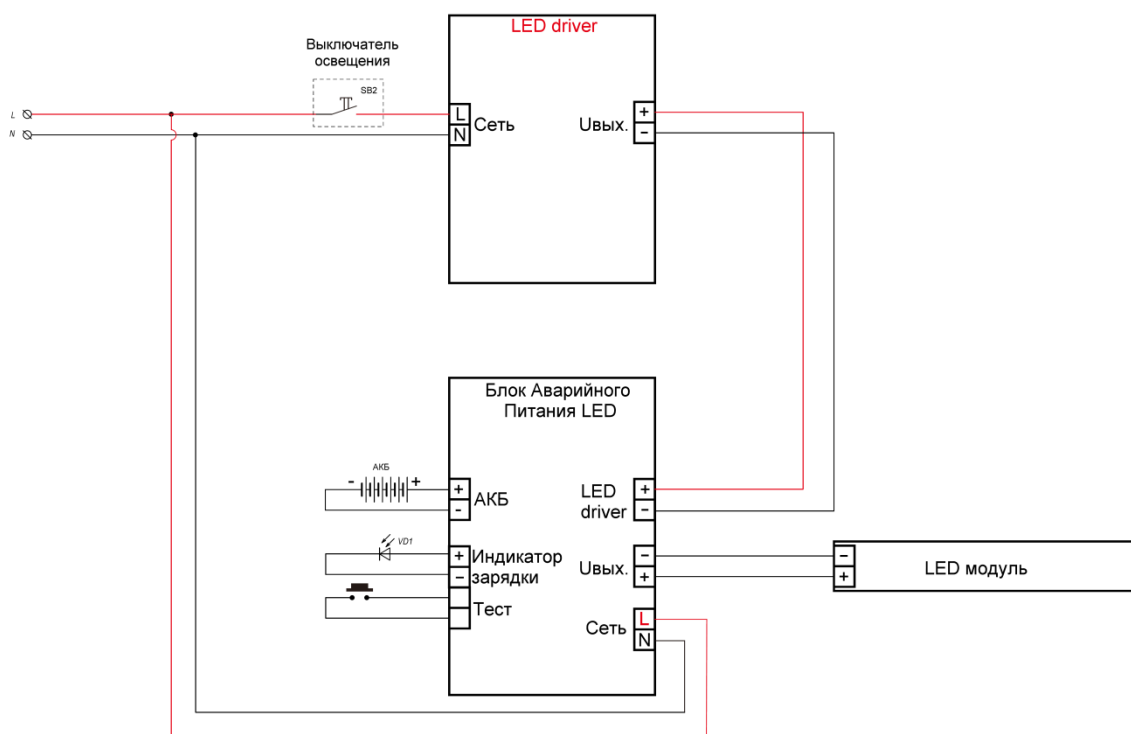 LED driver
Выключатель
освещения
SB2
L
N
L
N
Сеть
Uвых.
+
-
Блок Аварийного
Питания LED
АКБ
- +
+
-
АКБ
LED
driver
+
-
VD1
+
-
Индикатор
зарядки
Uвых.
-
+
-
+
LED модуль
Тест
Сеть
L
N